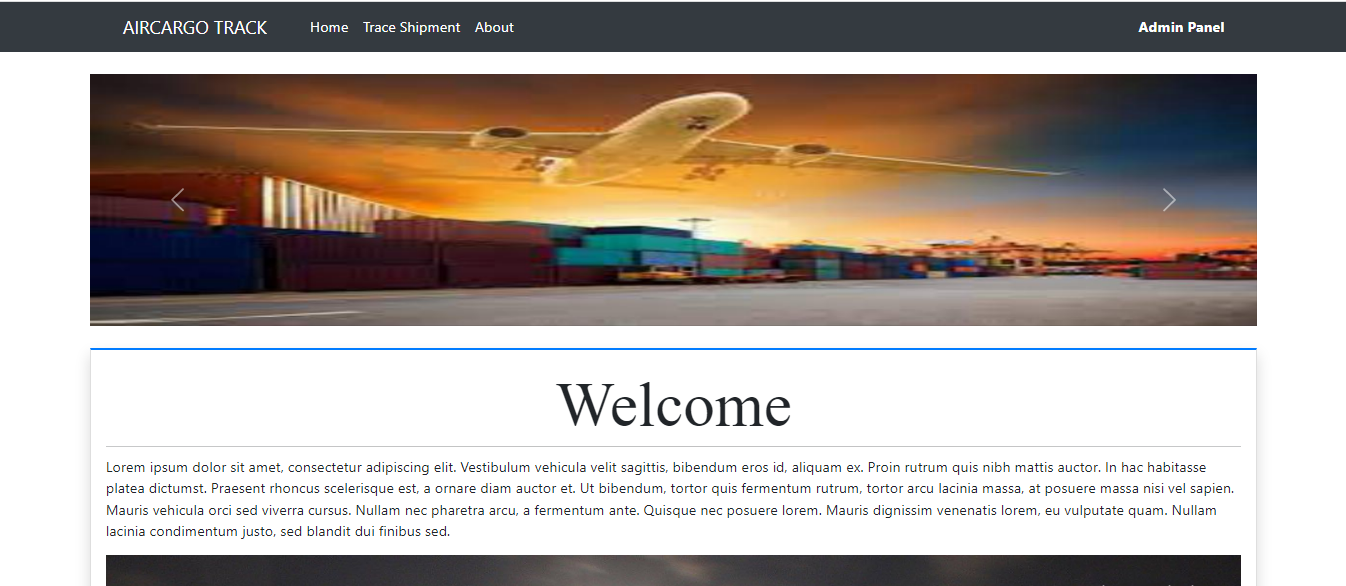 AIRCARGO TRACK Home Trace Shipment About Admin Panel
Welcome
Lorem ipsum dolor sit amet, consectetur adipiscing elit. Vestibulum vehicula velit sagittis, bibendum eros id, aliquam ex. Proin rutrum quis nibh mattis auctor. In hac habitasse
platea dictumst. Praesent rhoncus scelerisque est, a ornare diam auctor et. Ut bibendum, tortor quis fermentum rutrum, tortor arcu lacinia massa, at posuere massa nisi vel sapien.
Mauris vehicula orci sed viverra cursus. Nullam nec pharetra arcu, a fermentum ante. Quisque nec posuere lorem. Mauris dignissim venenatis lorem, eu vulputate quam. Nullam
lacinia condimentum justo, sed blandit dui finibus sed.